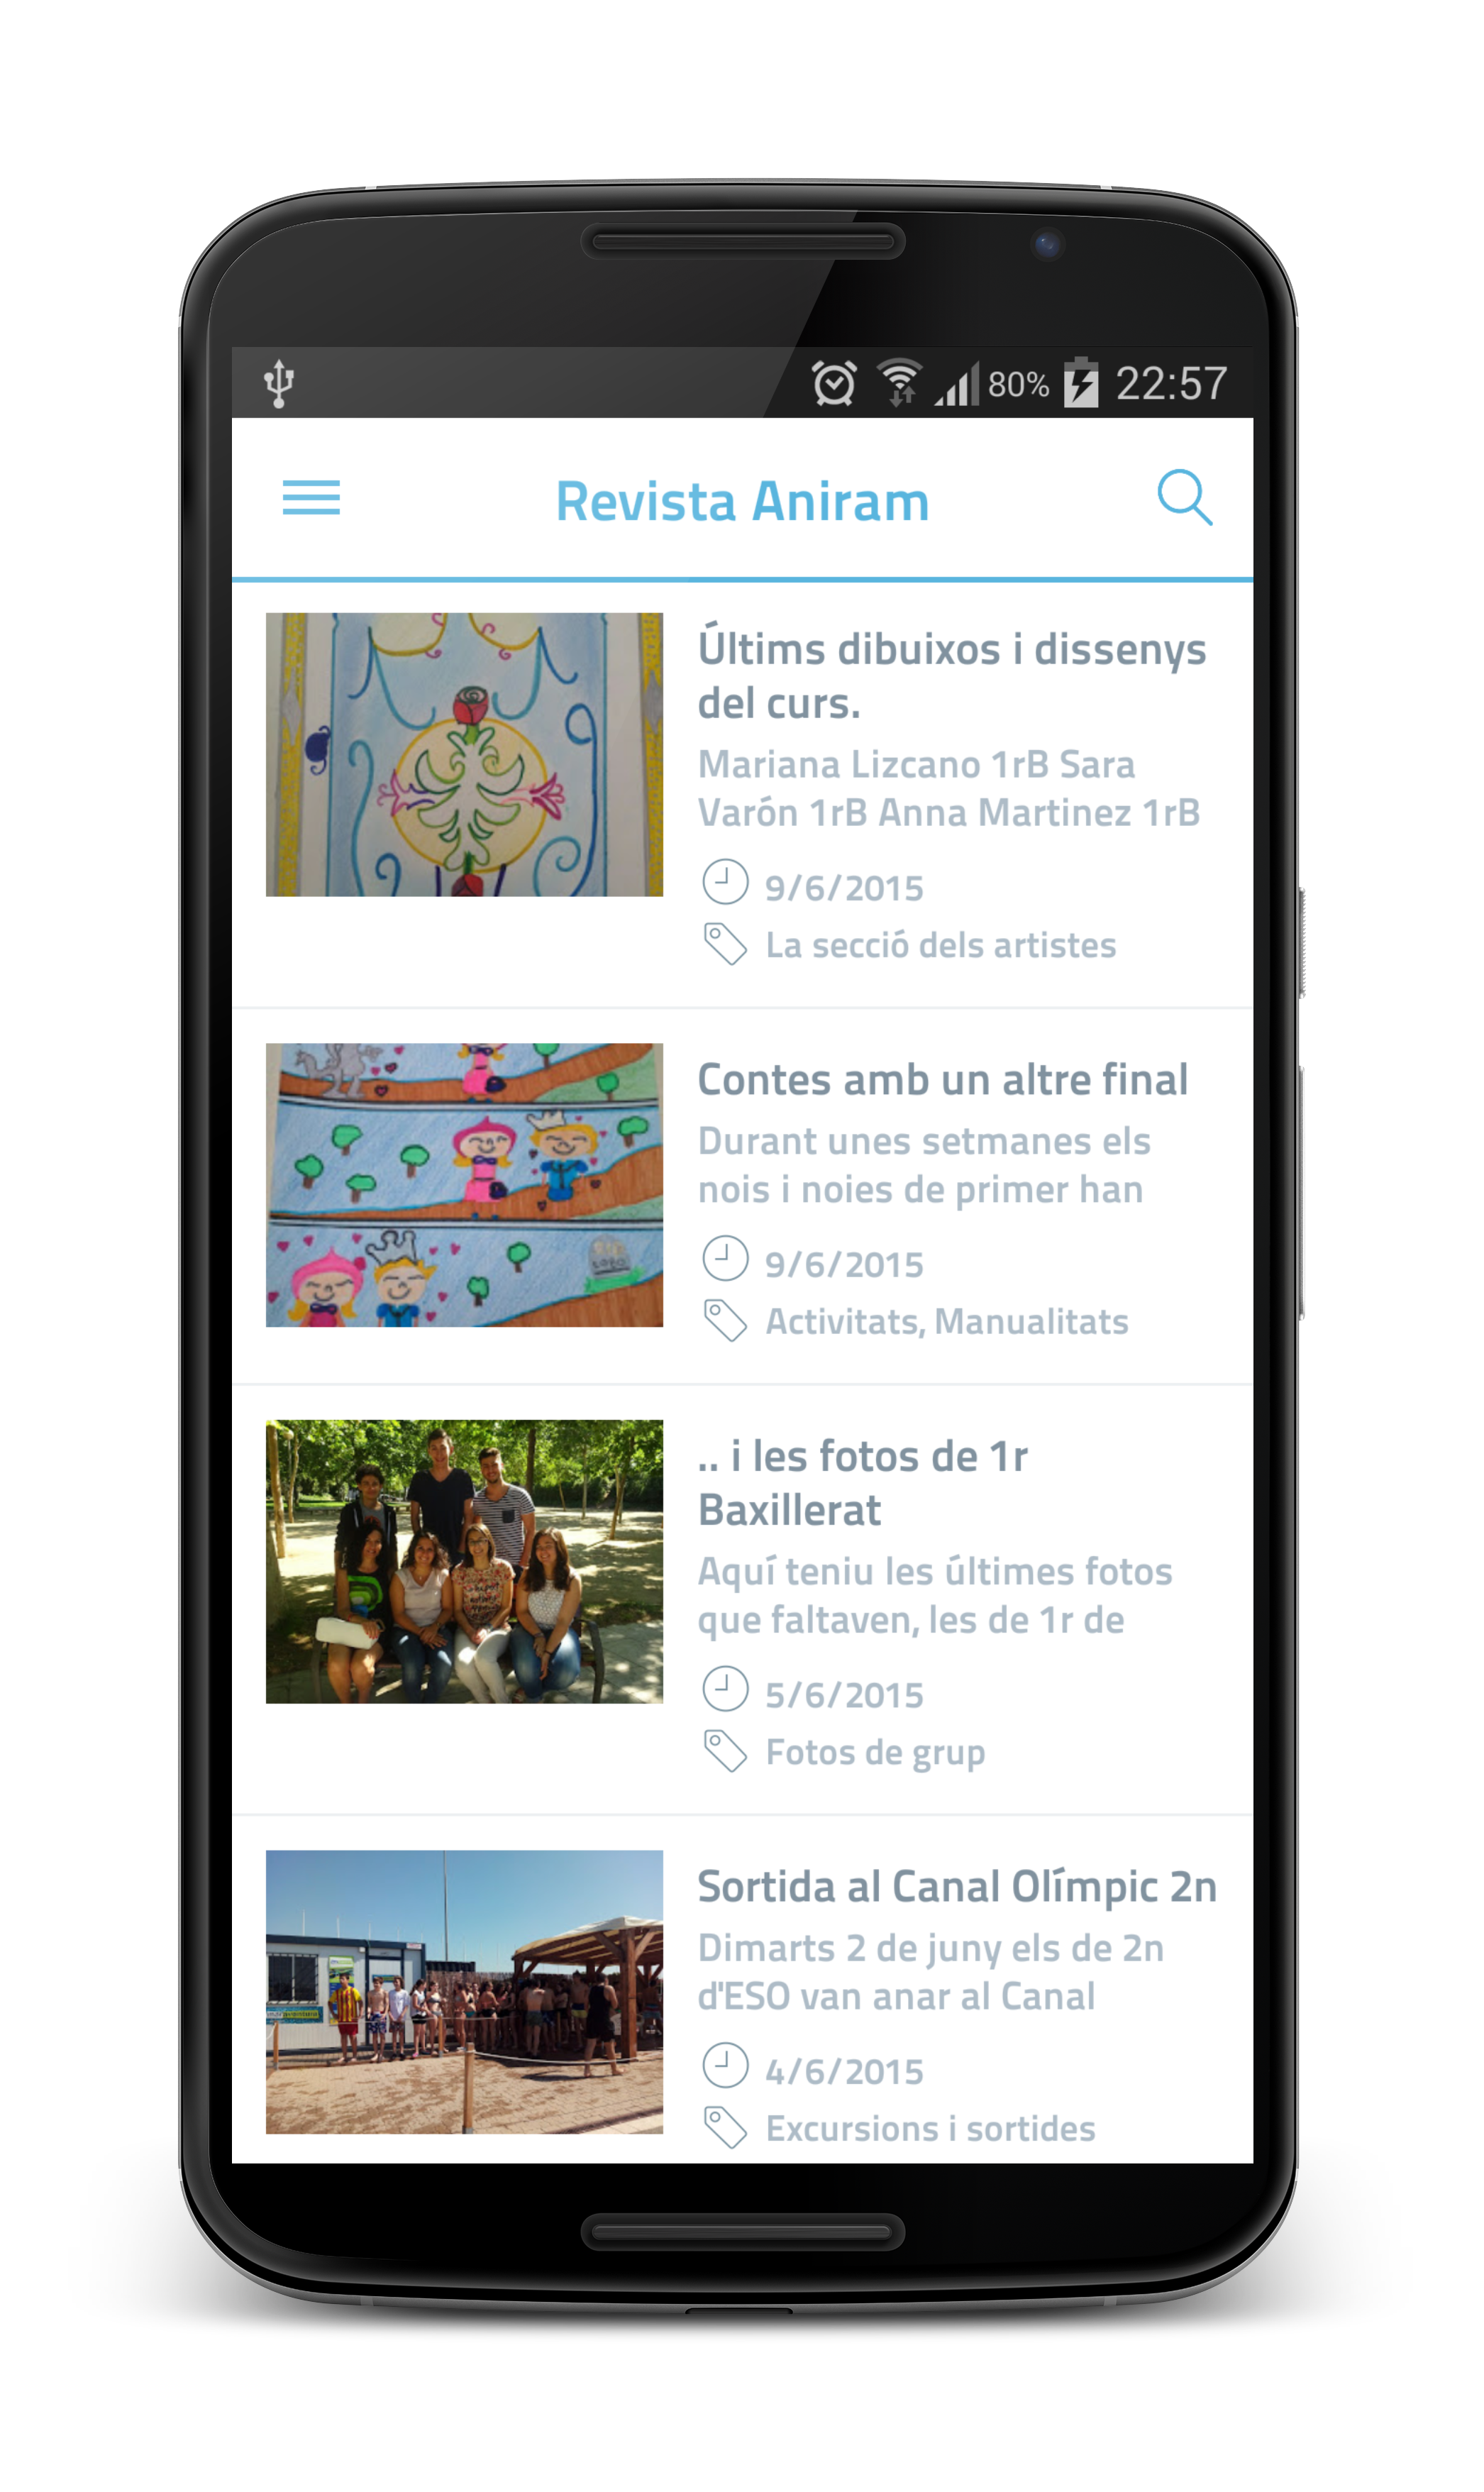 80% 22:57
Revista Aniram
Últims dibuixos i dissenys
del curs.
Mariana Lizcano 1rB Sara
Varón 1rB Anna Martinez 1rB
9/6/2015
La secció dels artistes
Contes amb un altre final
Durant unes setmanes els
nois i noies de primer han
9/6/2015
Activitats, Manualitats
.. i les fotos de 1r
Baxillerat
Aquí teniu les últimes fotos
que faltaven, les de 1r de
5/6/2015
Fotos de grup
Sortida al Canal Olímpic 2n
Dimarts 2 de juny els de 2n
d'ESO van anar al Canal
4/6/2015
Excursions i sortides